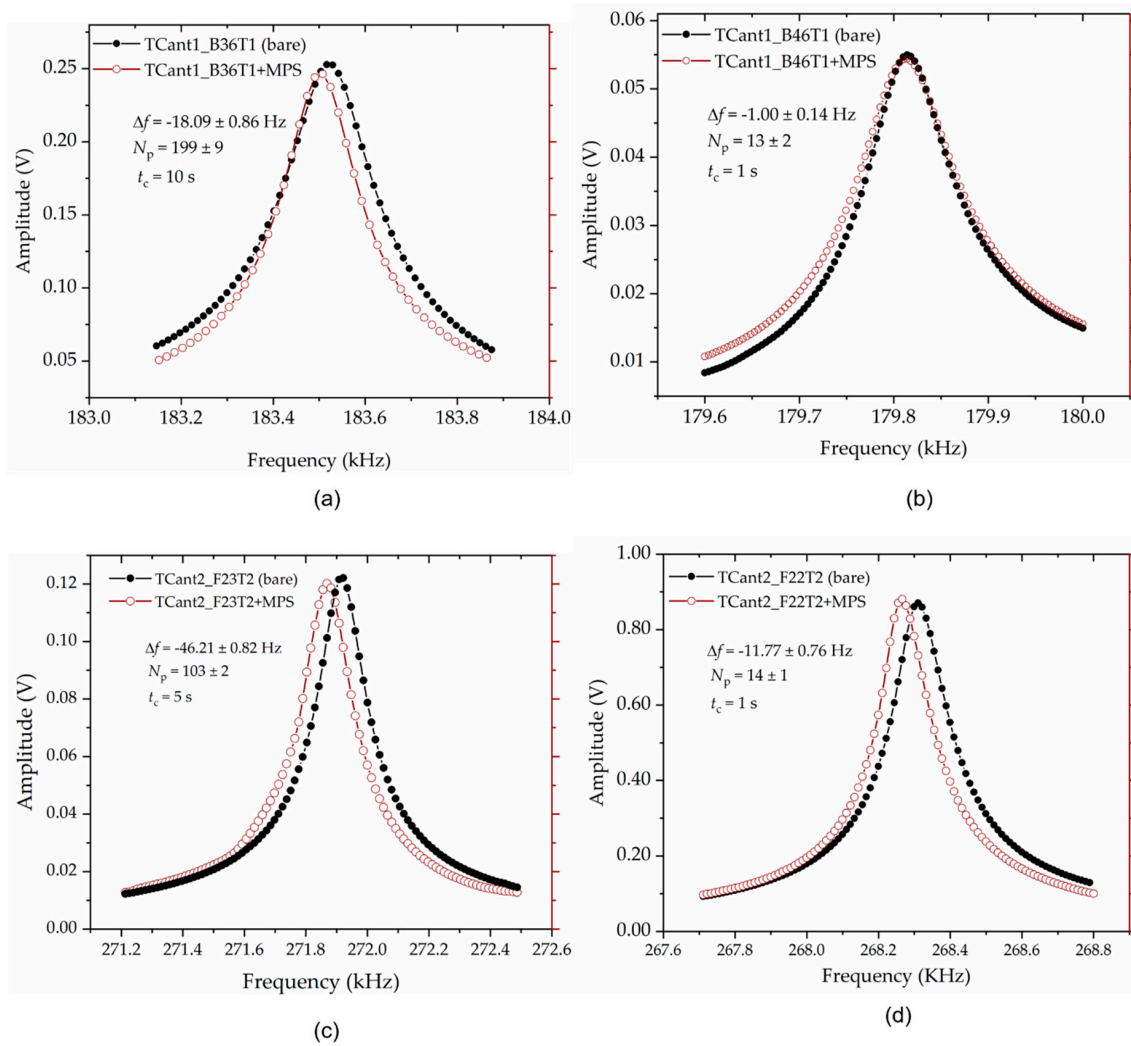 TCant1_B36T1 (bare)
TCant1_B36T1+MPS
Δf = -18.09 ± 0.86 Hz
Np = 199 ± 9
tc = 10 s
0.25
0.20
0.15
0.10
0.05
Amplitude (V)
183.0
183.2
183.4
183.6
183.8
184.0
Frequency (kHz)
(a)
TCant1_B46T1 (bare)
TCant1_B46T1+MPS
Δf = -1.00 ± 0.14 Hz
Np = 13 ± 2
tc = 1 s
0.06
0.05
0.04
0.03
0.02
0.01
Amplitude (V)
179.6
179.7
179.8
179.9
180.0
Frequency (kHz)
(b)
TCant2_F23T2 (bare)
TCant2_F23T2+MPS
Δf = -46.21 ± 0.82 Hz
Np = 103 ± 2
tc = 5 s
0.12
0.10
0.08
0.06
0.04
0.02
0.00
Amplitude (V)
271.2
271.4
271.6
271.8
272.0
272.2
272.4
272.6
Frequency (kHz)
(c)
TCant2_F22T2 (bare)
TCant2_F22T2+MPS
Δf = -11.77 ± 0.76 Hz
Np = 14 ± 1
tc = 1 s
1.00
0.80
0.60
0.40
0.20
0.00
Amplitude (V)
267.6
267.8
268.0
268.2
268.4
268.6
268.8
Frequency (KHz)
(d)